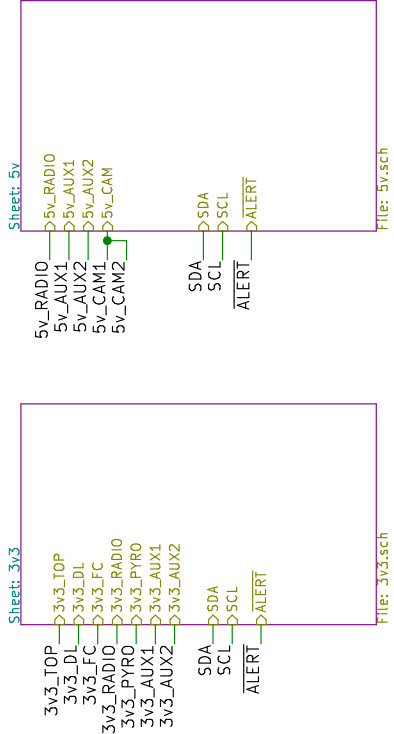 Sheet: 5v
5v_RADIO
5v_AUX1
5v_AUX2
5v_CAM
SDA
SCL
ALERT
File: 5v.sch
5v_RADIO
5v_AUX1
5v_AUX2
5v_CAM1
5v_CAM2
SDA
SCL
ALERT
Sheet: 3v3
3v3_TOP
3v3_DL
3v3_FC
3v3_RADIO
3v3_PYRO
3v3_AUX1
3v3_AUX2
SDA
SCL
ALERT
File: 3v3.sch
3v3_TOP
3v3_DL
3v3_FC
3v3_RADIO
3v3_PYRO
3v3_AUX1
3v3_AUX2
SDA
SCL
ALERT